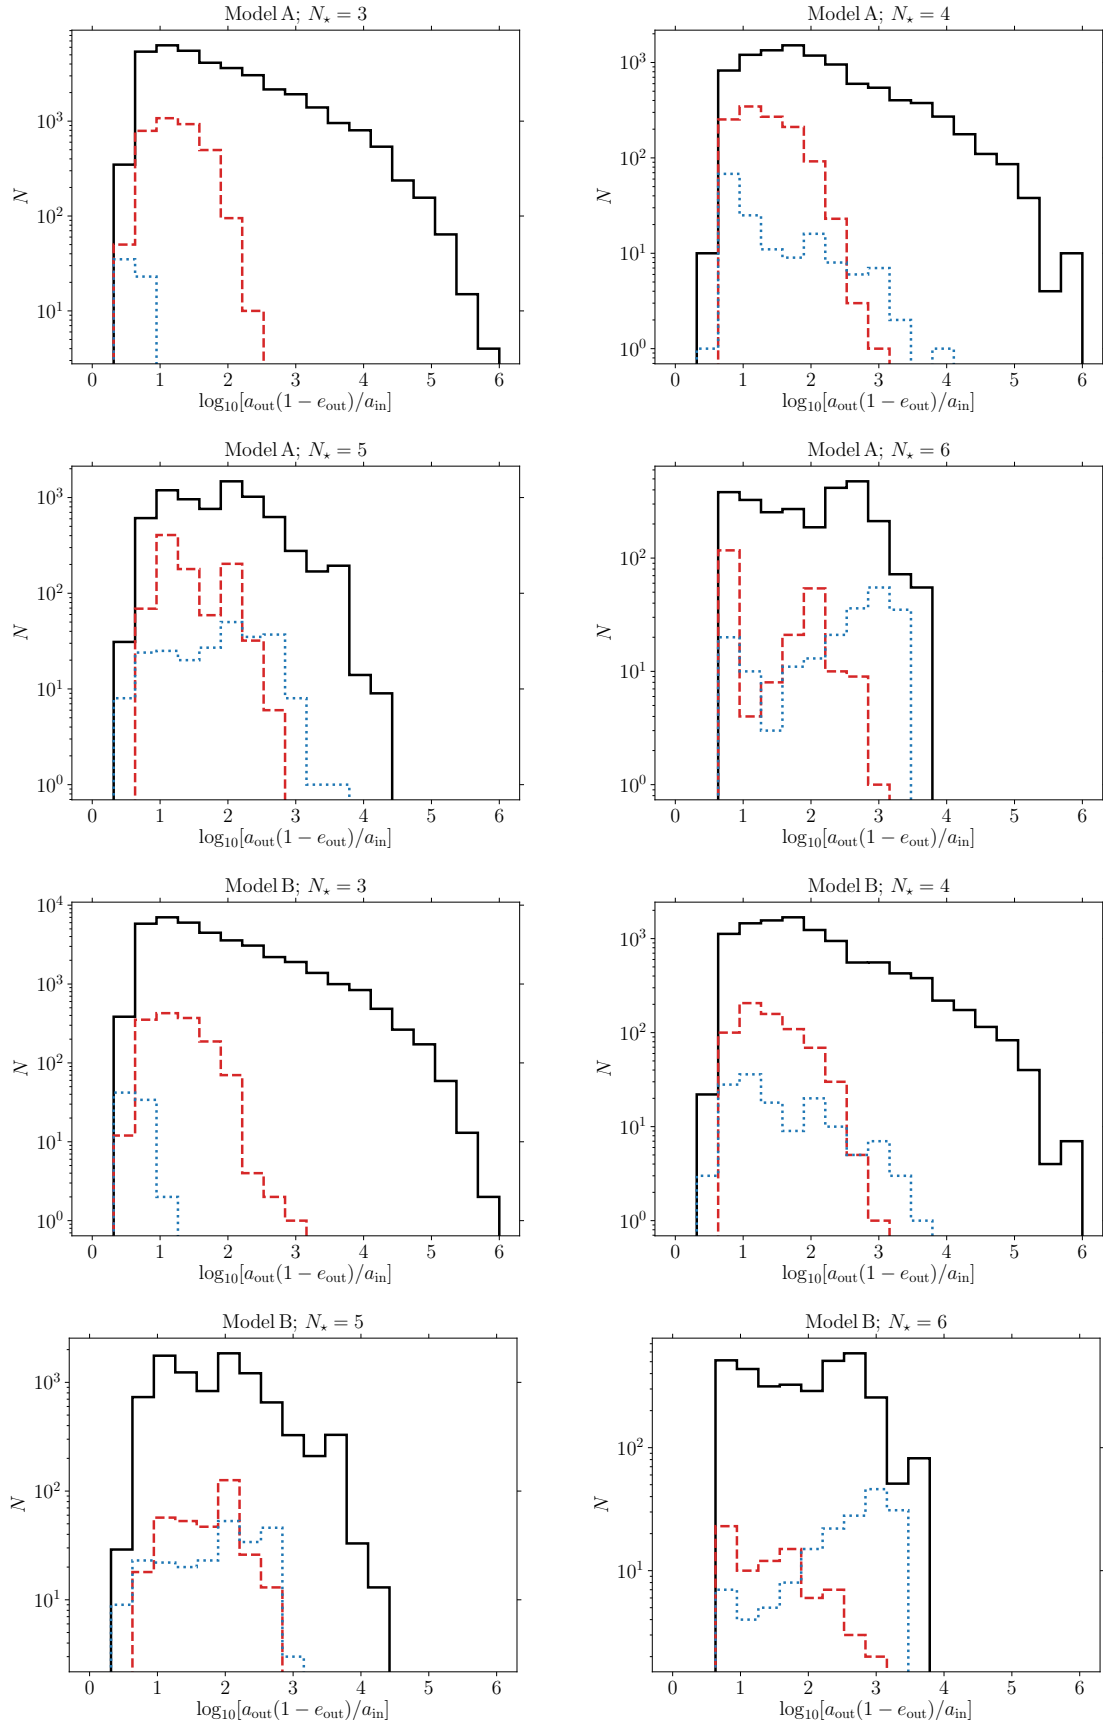 Model A; N⋆ = 3
10³
10²
10¹
N
0 1 2 3 4 5 6
log₁₀[a_out(1 − e_out)/a_in]
Model A; N⋆ = 4
10³
10²
10¹
10⁰
N
0 1 2 3 4 5 6
log₁₀[a_out(1 − e_out)/a_in]
Model A; N⋆ = 5
10³
10²
10¹
10⁰
N
0 1 2 3 4 5 6
log₁₀[a_out(1 − e_out)/a_in]
Model A; N⋆ = 6
10²
10¹
10⁰
N
0 1 2 3 4 5 6
log₁₀[a_out(1 − e_out)/a_in]
Model B; N⋆ = 3
10⁴
10³
10²
10¹
10⁰
N
0 1 2 3 4 5 6
log₁₀[a_out(1 − e_out)/a_in]
Model B; N⋆ = 4
10³
10²
10¹
10⁰
N
0 1 2 3 4 5 6
log₁₀[a_out(1 − e_out)/a_in]
Model B; N⋆ = 5
10³
10²
10¹
N
0 1 2 3 4 5 6
log₁₀[a_out(1 − e_out)/a_in]
Model B; N⋆ = 6
10²
10¹
N
0 1 2 3 4 5 6
log₁₀[a_out(1 − e_out)/a_in]